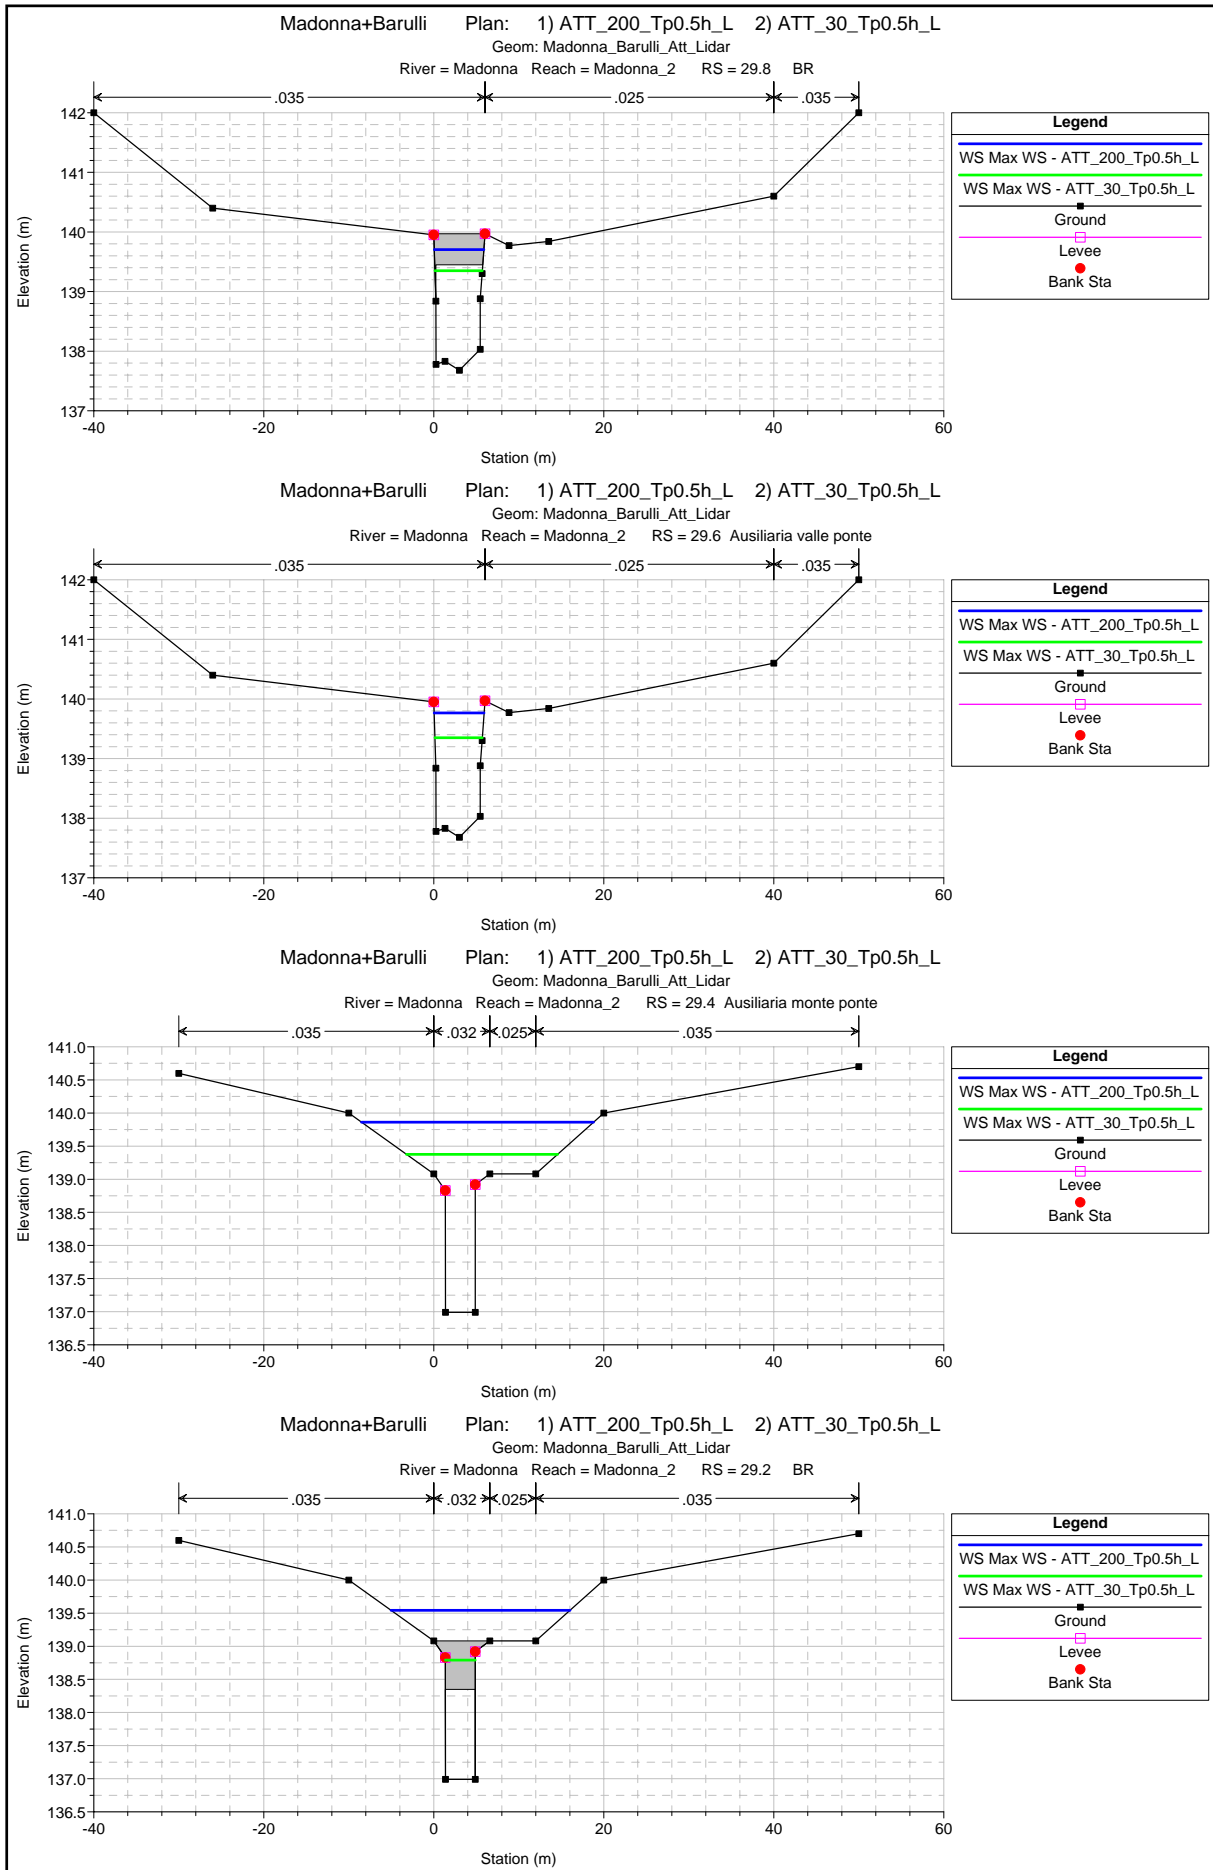 Madonna+Barulli Plan: 1) ATT_200_Tp0.5h_L 2) ATT_30_Tp0.5h_L
Geom: Madonna_Barulli_Att_Lidar
River = Madonna Reach = Madonna_2 RS = 29.8 BR
.035 .025 .035
142
141
140
139
138
137
Elevation (m)
-40 -20 0 20 40 60
Station (m)
Legend
WS Max WS - ATT_200_Tp0.5h_L
WS Max WS - ATT_30_Tp0.5h_L
Ground
Levee
Bank Sta
Madonna+Barulli Plan: 1) ATT_200_Tp0.5h_L 2) ATT_30_Tp0.5h_L
Geom: Madonna_Barulli_Att_Lidar
River = Madonna Reach = Madonna_2 RS = 29.6 Ausiliaria valle ponte
.035 .025 .035
142
141
140
139
138
137
Elevation (m)
-40 -20 0 20 40 60
Station (m)
Legend
WS Max WS - ATT_200_Tp0.5h_L
WS Max WS - ATT_30_Tp0.5h_L
Ground
Levee
Bank Sta
Madonna+Barulli Plan: 1) ATT_200_Tp0.5h_L 2) ATT_30_Tp0.5h_L
Geom: Madonna_Barulli_Att_Lidar
River = Madonna Reach = Madonna_2 RS = 29.4 Ausiliaria monte ponte
.035 .032 .025 .035
141.0
140.5
140.0
139.5
139.0
138.5
138.0
137.5
137.0
136.5
Elevation (m)
-40 -20 0 20 40 60
Station (m)
Legend
WS Max WS - ATT_200_Tp0.5h_L
WS Max WS - ATT_30_Tp0.5h_L
Ground
Levee
Bank Sta
Madonna+Barulli Plan: 1) ATT_200_Tp0.5h_L 2) ATT_30_Tp0.5h_L
Geom: Madonna_Barulli_Att_Lidar
River = Madonna Reach = Madonna_2 RS = 29.2 BR
.035 .032 .025 .035
141.0
140.5
140.0
139.5
139.0
138.5
138.0
137.5
137.0
136.5
Elevation (m)
-40 -20 0 20 40 60
Station (m)
Legend
WS Max WS - ATT_200_Tp0.5h_L
WS Max WS - ATT_30_Tp0.5h_L
Ground
Levee
Bank Sta